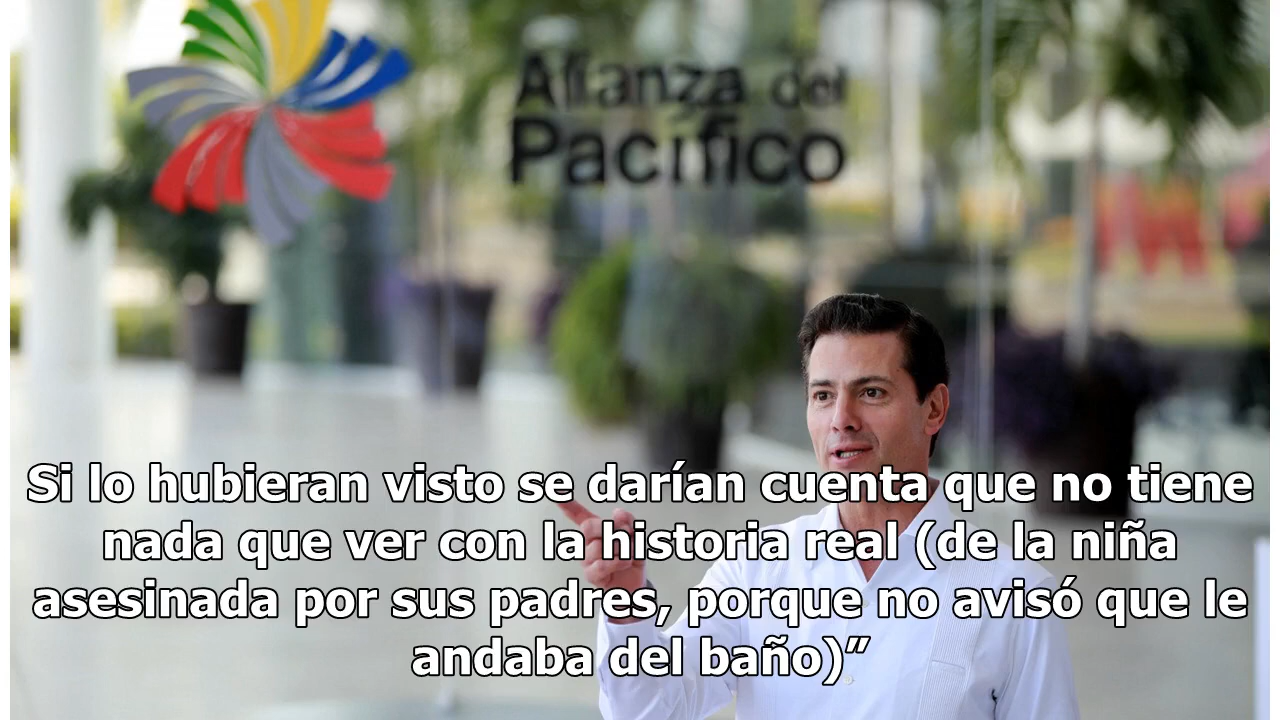 Alianza del
Pacífico
Si lo hubieran visto se darían cuenta que no tiene
nada que ver con la historia real (de la niña
asesinada por sus padres, porque no avisó que le
andaba del baño)”